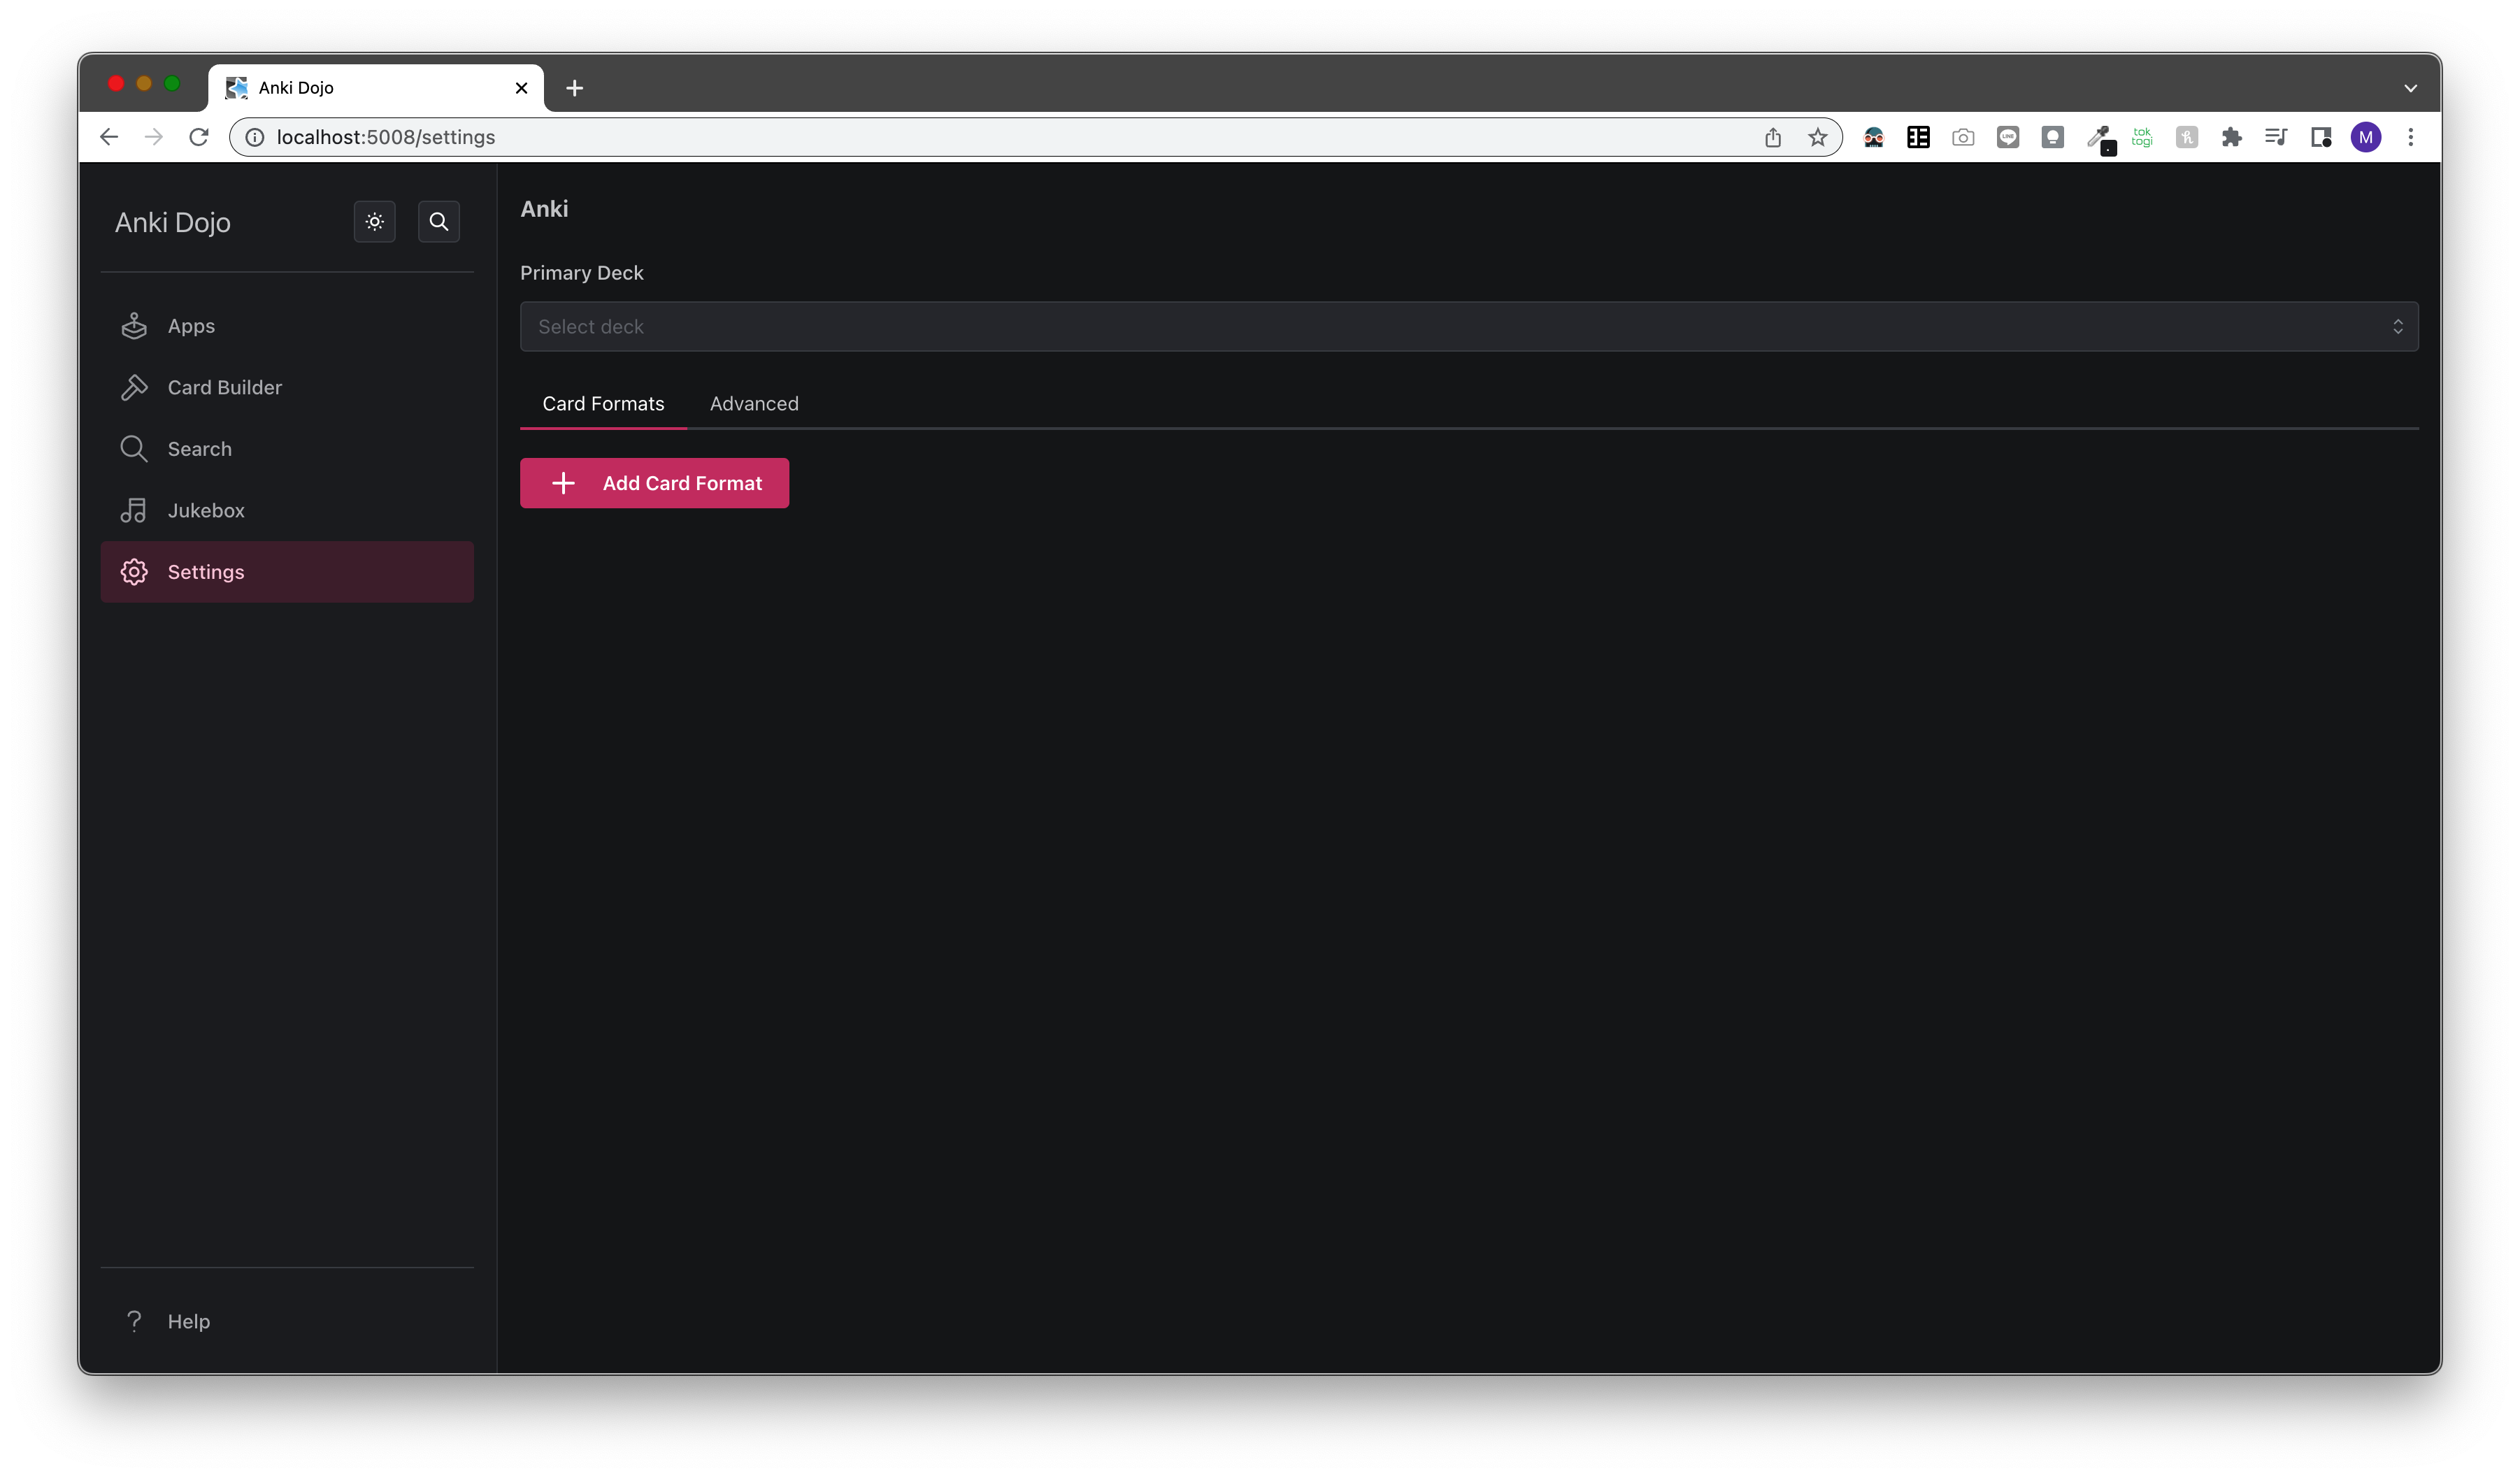 Anki Dojo
localhost:5008/settings
LINE
tok
togi
M
Anki Dojo
Apps
Card Builder
Search
Jukebox
Settings
Help
Anki
Primary Deck
Select deck
Card Formats Advanced
Add Card Format